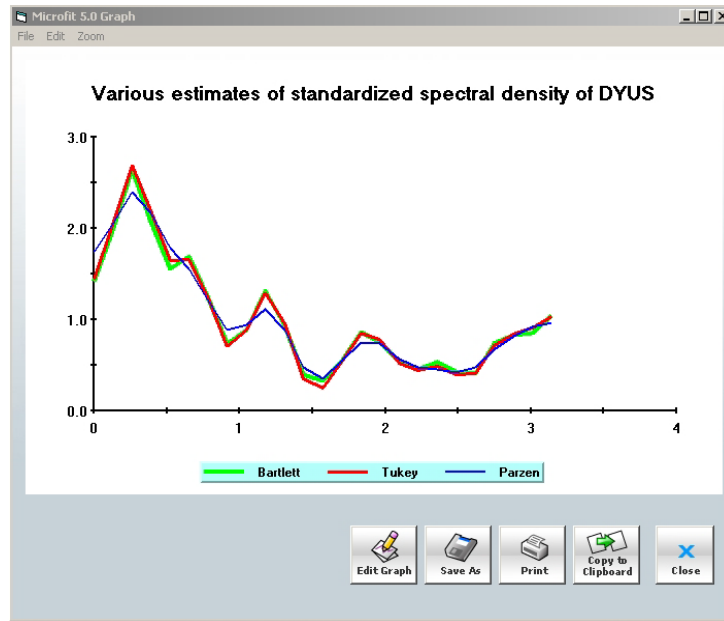 Microfit 5.0 Graph
File Edit Zoom
Various estimates of standardized spectral density of DYUS
3.0
2.0
1.0
0.0
0 1 2 3 4
Bartlett Tukey Parzen
Edit Graph Save As Print Copy to Clipboard Close